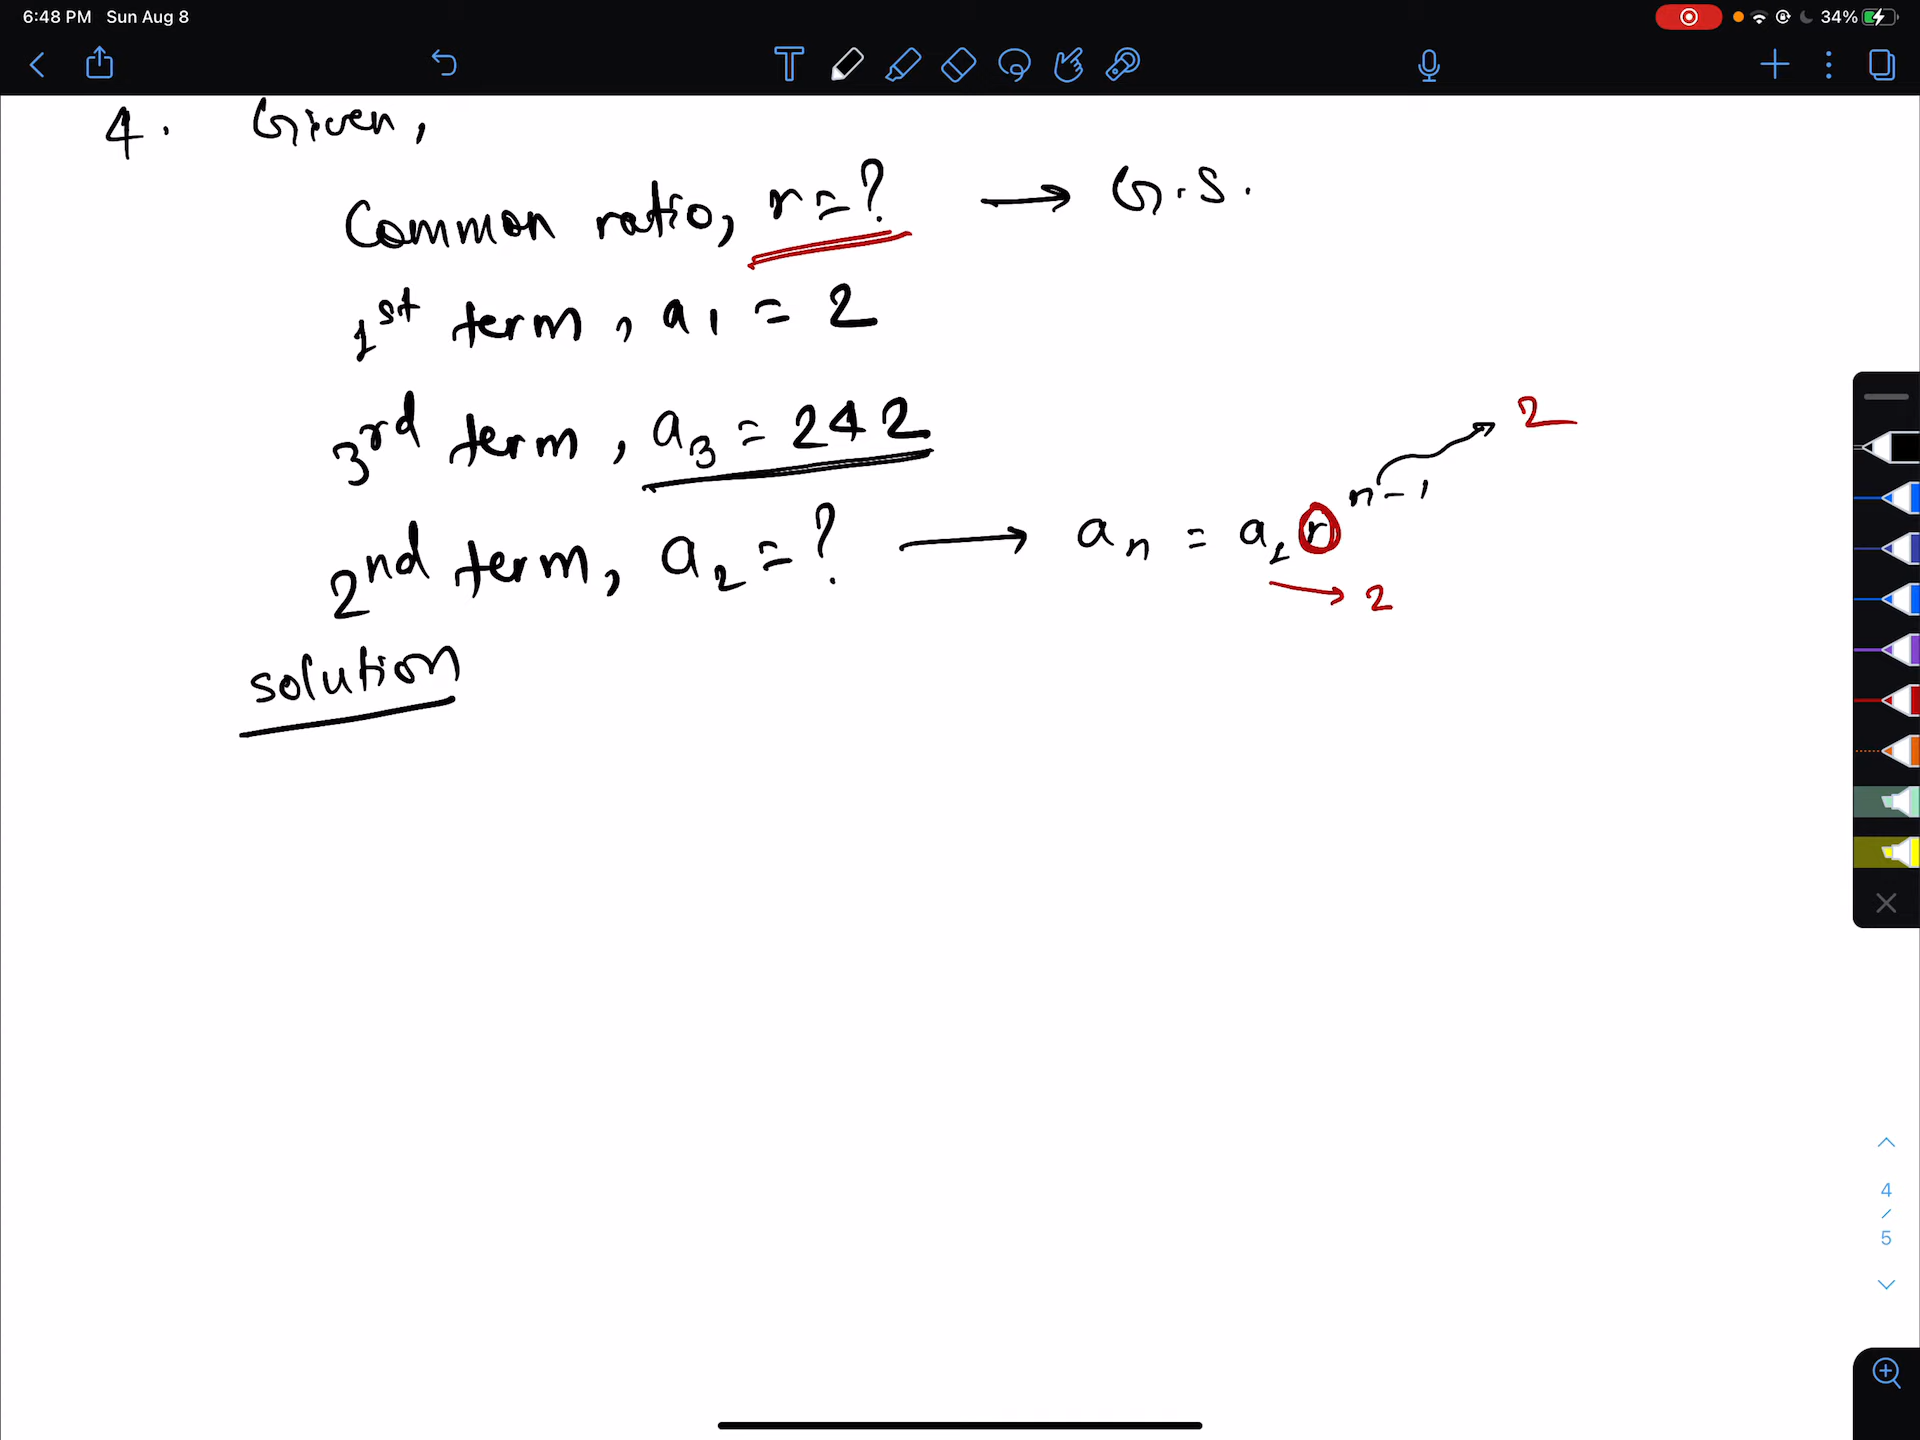 6:48 PM Sun Aug 8
34%
4. Given,
Common ratio, r = ? → G.S.
1st term, a₁ = 2
3rd term, a₃ = 242
2
2nd term, a₂ = ? → aₙ = a₁ rⁿ⁻¹
→ 2
solution
4
/
5